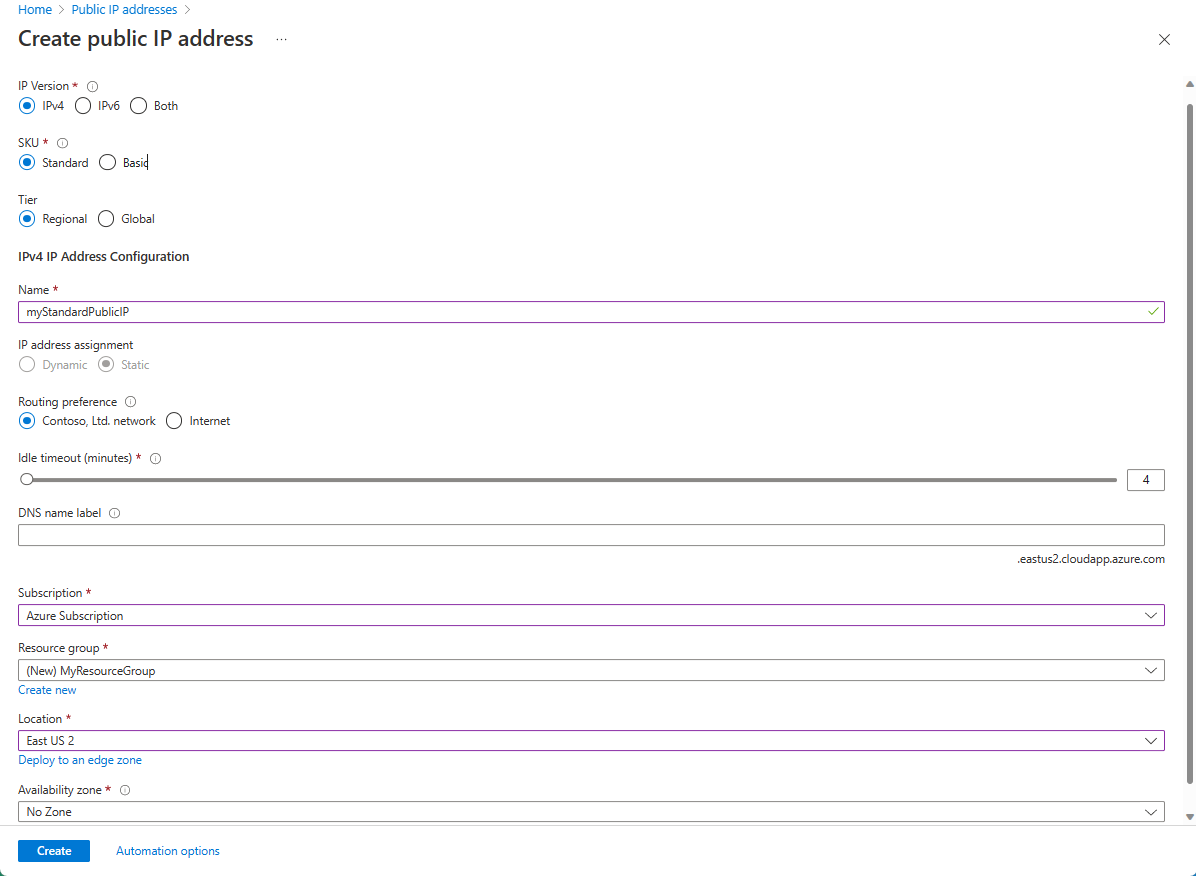 Home > Public IP addresses >
Create public IP address ...
IP Version *
IPv4 IPv6 Both
SKU *
Standard Basic
Tier
Regional Global
IPv4 IP Address Configuration
Name *
myStandardPublicIP
IP address assignment
Dynamic Static
Routing preference
Contoso, Ltd. network Internet
Idle timeout (minutes) *
4
DNS name label
.eastus2.cloudapp.azure.com
Subscription *
Azure Subscription
Resource group *
(New) MyResourceGroup
Create new
Location *
East US 2
Deploy to an edge zone
Availability zone *
No Zone
Create Automation options